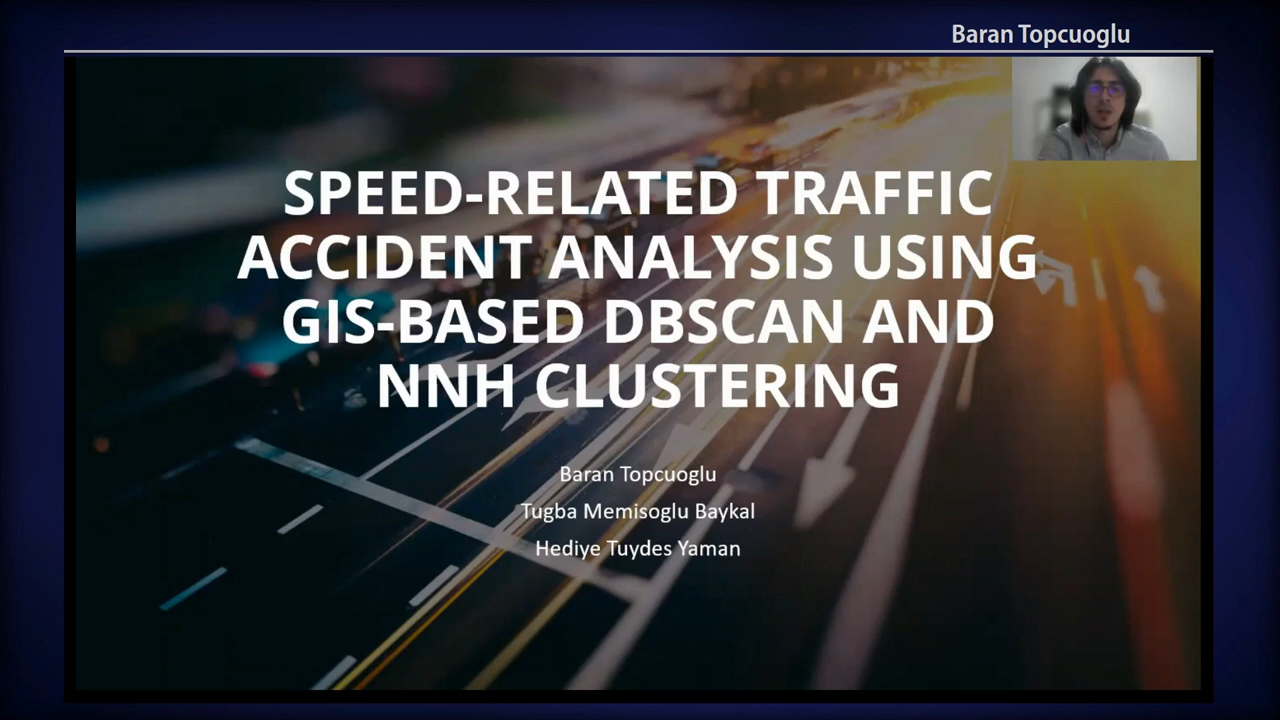 Baran Topcuoglu
SPEED-RELATED TRAFFIC
ACCIDENT ANALYSIS USING
GIS-BASED DBSCAN AND
NNH CLUSTERING
Baran Topcuoglu
Tugba Memisoglu Baykal
Hediye Tuydes Yaman